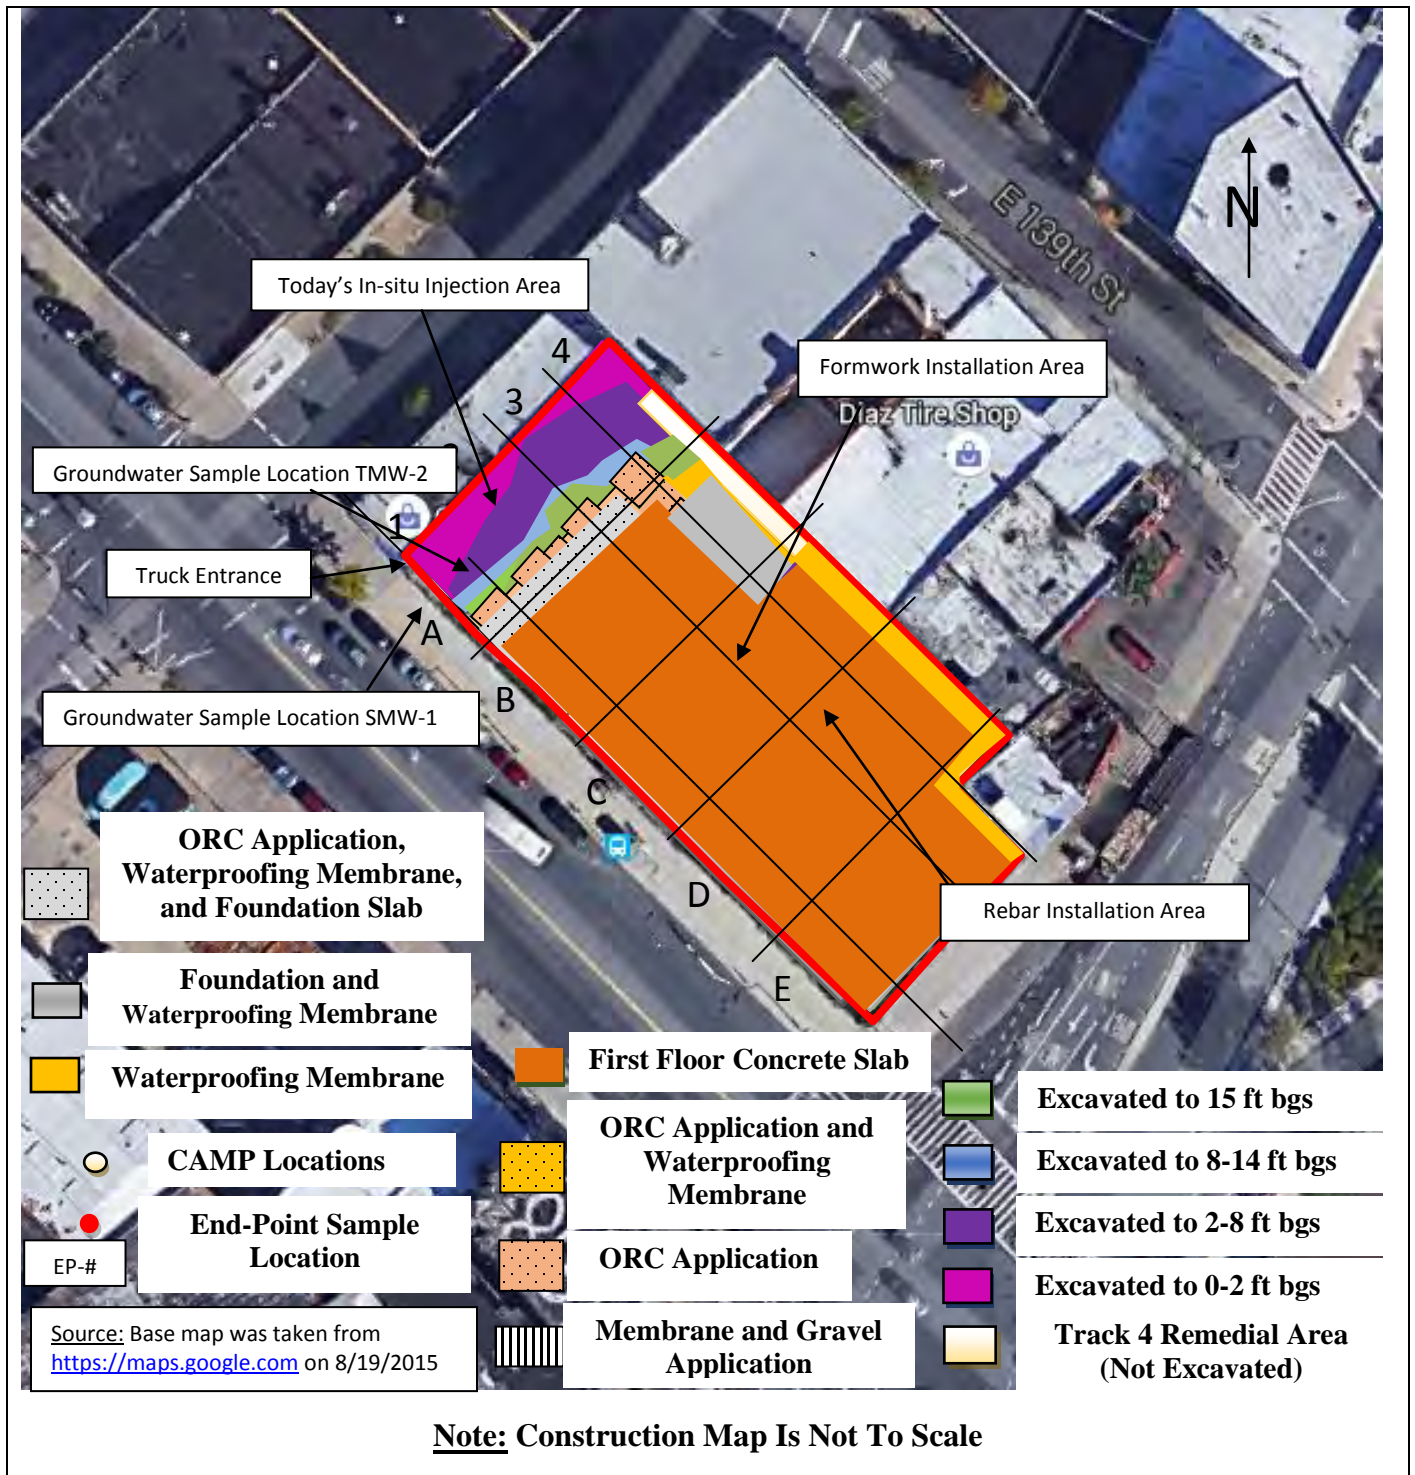 E 139th St
N
Today's In-situ Injection Area
4
Formwork Installation Area
3
Diaz Tire Shop
Groundwater Sample Location TMW-2
1
Truck Entrance
A
Groundwater Sample Location SMW-1
B
C
D
Rebar Installation Area
E
ORC Application,
Waterproofing Membrane,
and Foundation Slab
Foundation and
Waterproofing Membrane
Waterproofing Membrane
CAMP Locations
End-Point Sample
Location
EP-#
Source: Base map was taken from
https://maps.google.com on 8/19/2015
First Floor Concrete Slab
ORC Application and
Waterproofing
Membrane
ORC Application
Membrane and Gravel
Application
Excavated to 15 ft bgs
Excavated to 8-14 ft bgs
Excavated to 2-8 ft bgs
Excavated to 0-2 ft bgs
Track 4 Remedial Area
(Not Excavated)
Note: Construction Map Is Not To Scale